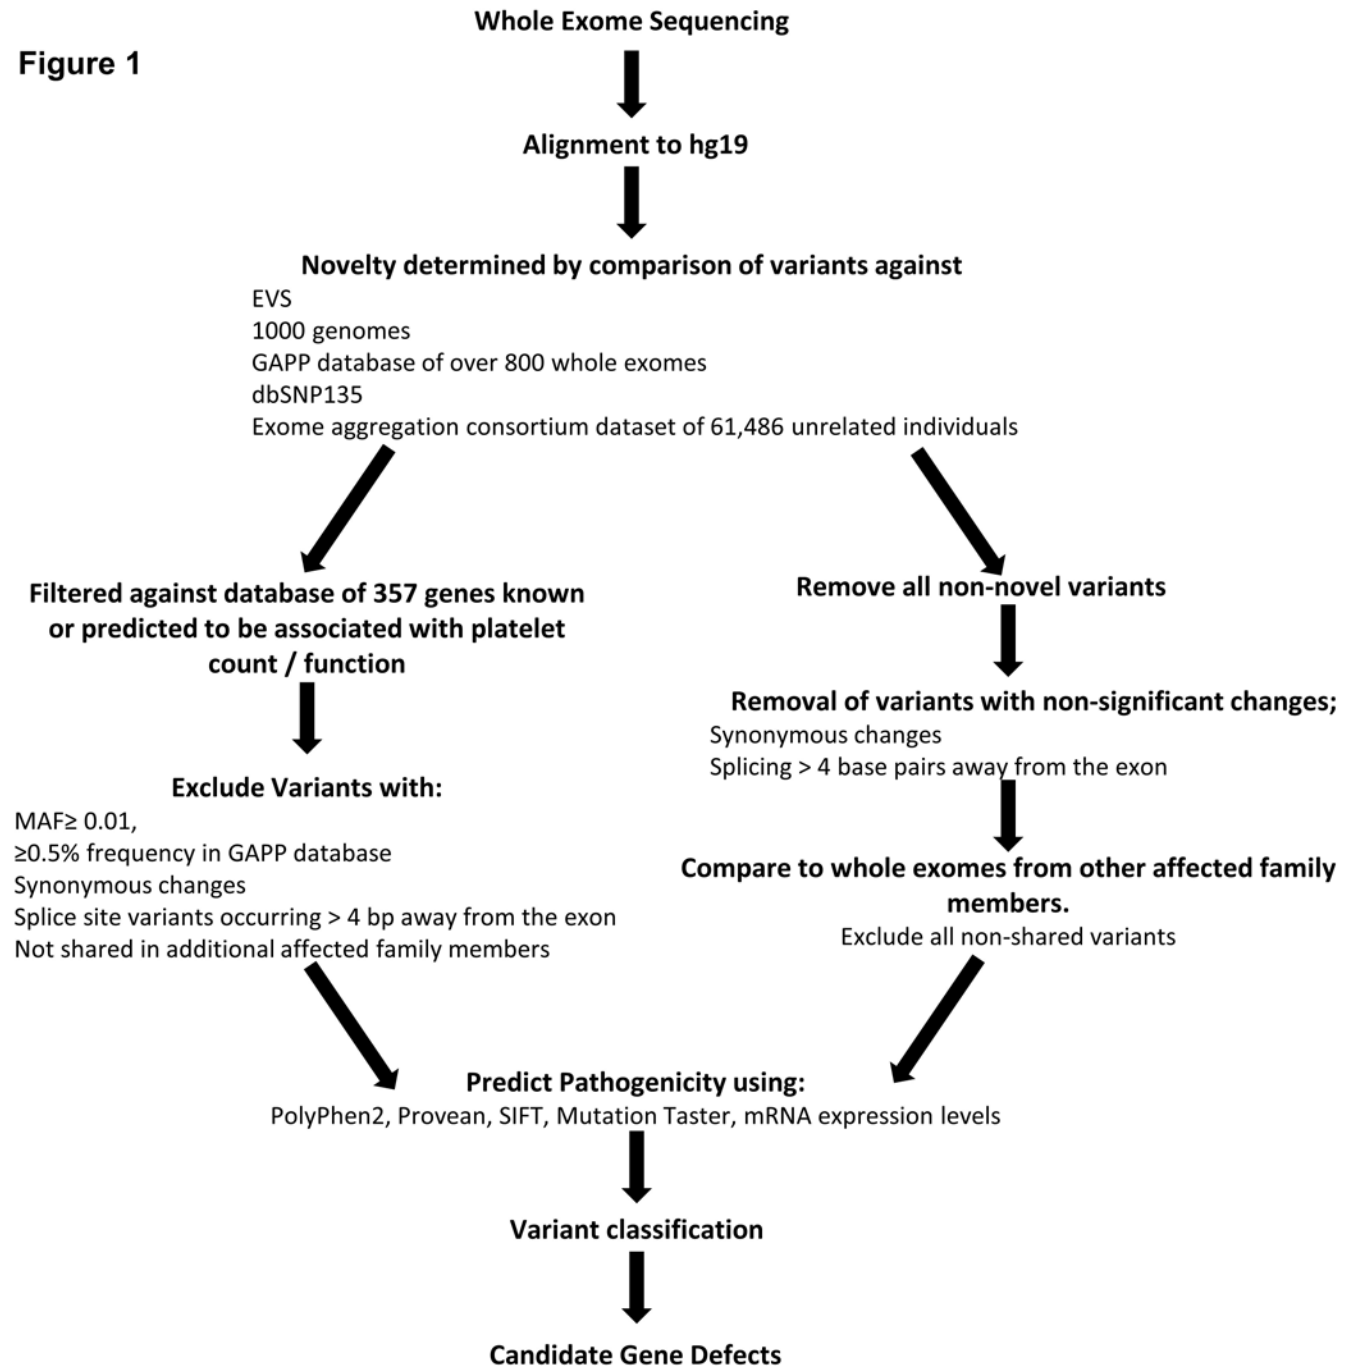 Whole Exome Sequencing
Figure 1
Alignment to hg19
Novelty determined by comparison of variants against
EVS
1000 genomes
GAPP database of over 800 whole exomes
dbSNP135
Exome aggregation consortium dataset of 61,486 unrelated individuals
Filtered against database of 357 genes known
or predicted to be associated with platelet
count / function
Exclude Variants with:
MAF≥ 0.01,
≥0.5% frequency in GAPP database
Synonymous changes
Splice site variants occurring > 4 bp away from the exon
Not shared in additional affected family members
Remove all non-novel variants
Removal of variants with non-significant changes;
Synonymous changes
Splicing > 4 base pairs away from the exon
Compare to whole exomes from other affected family
members.
Exclude all non-shared variants
Predict Pathogenicity using:
PolyPhen2, Provean, SIFT, Mutation Taster, mRNA expression levels
Variant classification
Candidate Gene Defects